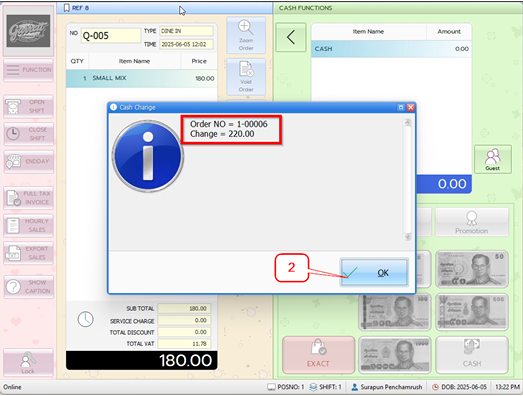 REF 8
CASH FUNCTIONS
NO Q-005
TYPE DINE IN
TIME 2025-06-05 12:02
QTY Item Name Price
1 SMALL MIX 180.00
Zoom
Order
Void
Order
Item Name Amount
CASH 0.00
FUNCTION
OPEN
SHIFT
CLOSE
SHIFT
ENDDAY
FULL TAX
INVOICE
HOURLY
SALES
EXPORT
SALES
SHOW
CAPTION
Lock
Cash Change
Order NO = 1-00006
Change = 220.00
2
OK
Guest
0.00
Promotion
50
100
500
1000
EXACT
CASH
SUB TOTAL 180.00
SERVICE CHARGE 0.00
TOTAL DISCOUNT 0.00
TOTAL VAT 11.78
180.00
Online
POSNO: 1
SHIFT: 1
Surapun Penchamrush
DOB: 2025-06-05
13:22 PM